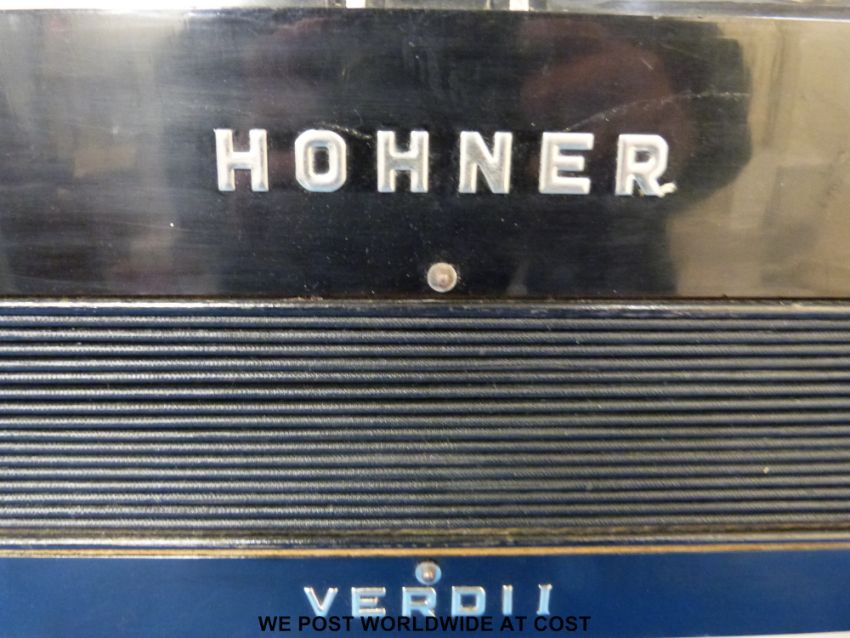 HOHNER
VERDI I
WE POST WORLDWIDE AT COST